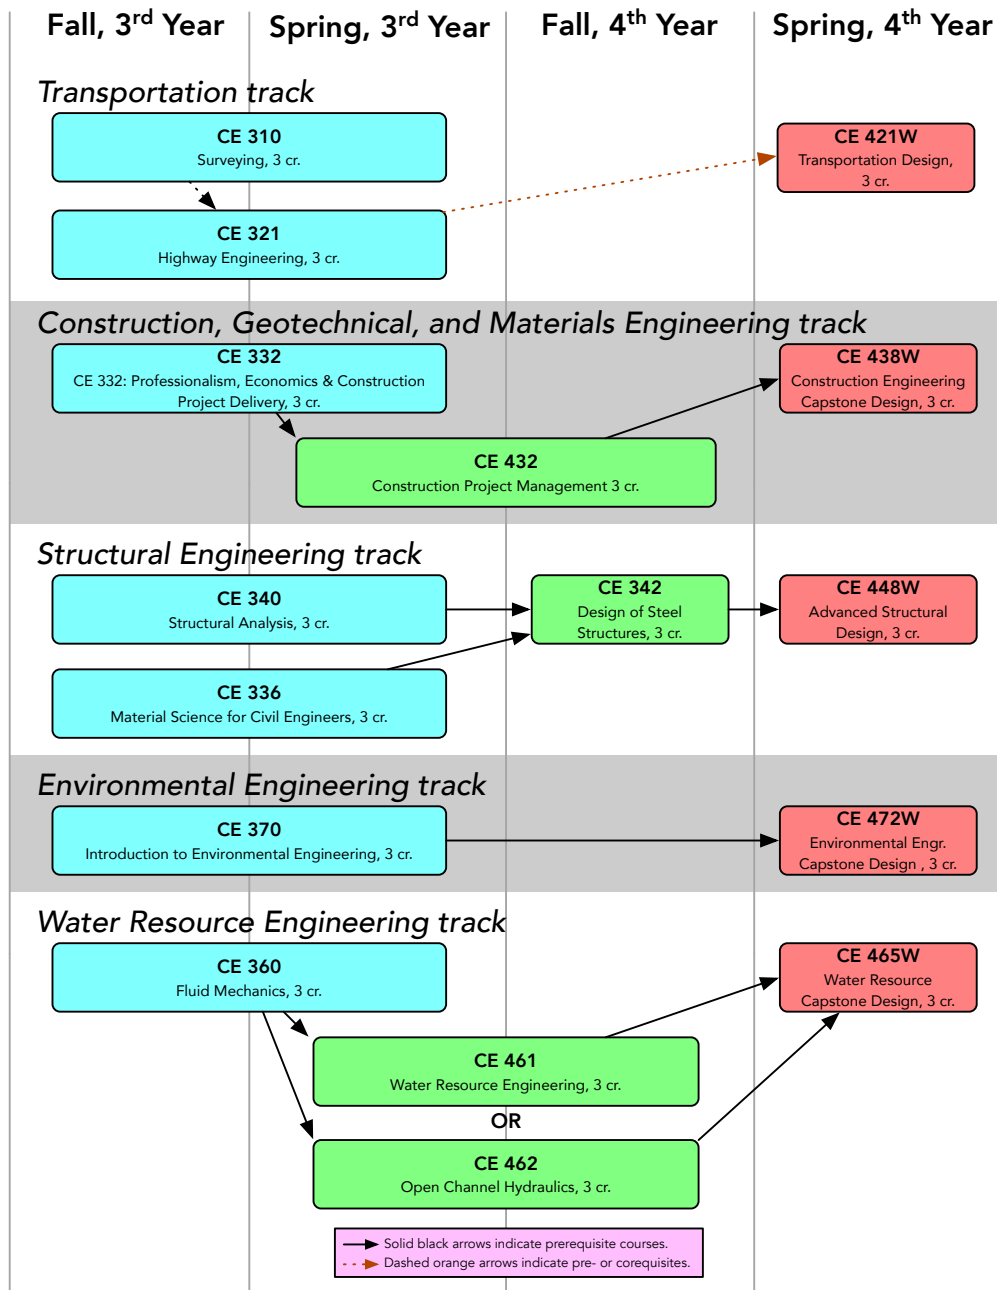 Fall, 3rd Year
Spring, 3rd Year
Fall, 4th Year
Spring, 4th Year
Transportation track
CE 310
Surveying, 3 cr.
CE 421W
Transportation Design,
3 cr.
CE 321
Highway Engineering, 3 cr.
Construction, Geotechnical, and Materials Engineering track
CE 332
CE 332: Professionalism, Economics & Construction
Project Delivery, 3 cr.
CE 438W
Construction Engineering
Capstone Design, 3 cr.
CE 432
Construction Project Management 3 cr.
Structural Engineering track
CE 340
Structural Analysis, 3 cr.
CE 342
Design of Steel
Structures, 3 cr.
CE 448W
Advanced Structural
Design, 3 cr.
CE 336
Material Science for Civil Engineers, 3 cr.
Environmental Engineering track
CE 370
Introduction to Environmental Engineering, 3 cr.
CE 472W
Environmental Engr.
Capstone Design , 3 cr.
Water Resource Engineering track
CE 360
Fluid Mechanics, 3 cr.
CE 465W
Water Resource
Capstone Design, 3 cr.
CE 461
Water Resource Engineering, 3 cr.
OR
CE 462
Open Channel Hydraulics, 3 cr.
Solid black arrows indicate prerequisite courses.
Dashed orange arrows indicate pre- or corequisites.